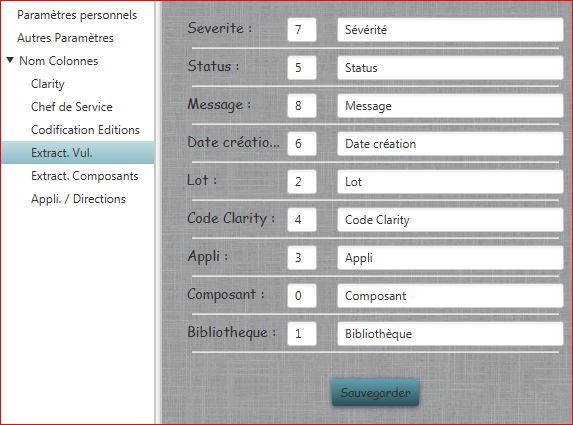 Paramètres personnels
Autres Paramètres
Nom Colonnes
Clarity
Chef de Service
Codification Editions
Extract. Vul.
Extract. Composants
Appli. / Directions
Severite : 7 Sévérité
Status : 5 Status
Message : 8 Message
Date créatio... 6 Date création
Lot : 2 Lot
Code Clarity : 4 Code Clarity
Appli : 3 Appli
Composant : 0 Composant
Bibliotheque : 1 Bibliothèque
Sauvegarder